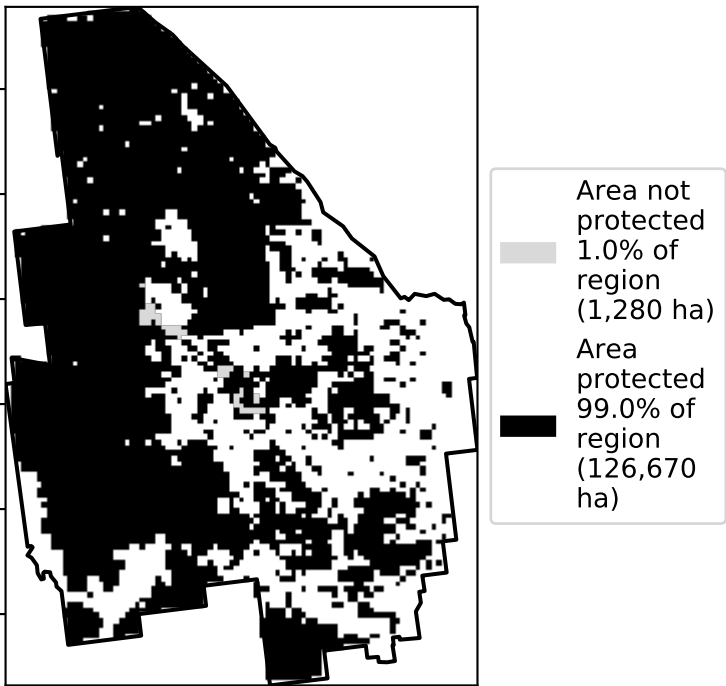 Area not
protected
1.0% of
region
(1,280 ha)
Area
protected
99.0% of
region
(126,670
ha)